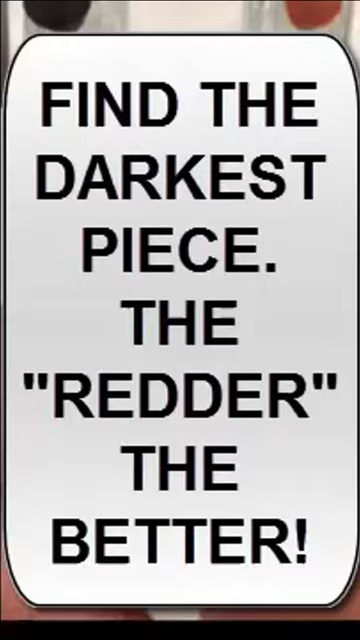 FIND THE
DARKEST
PIECE.
THE
"REDDER"
THE
BETTER!